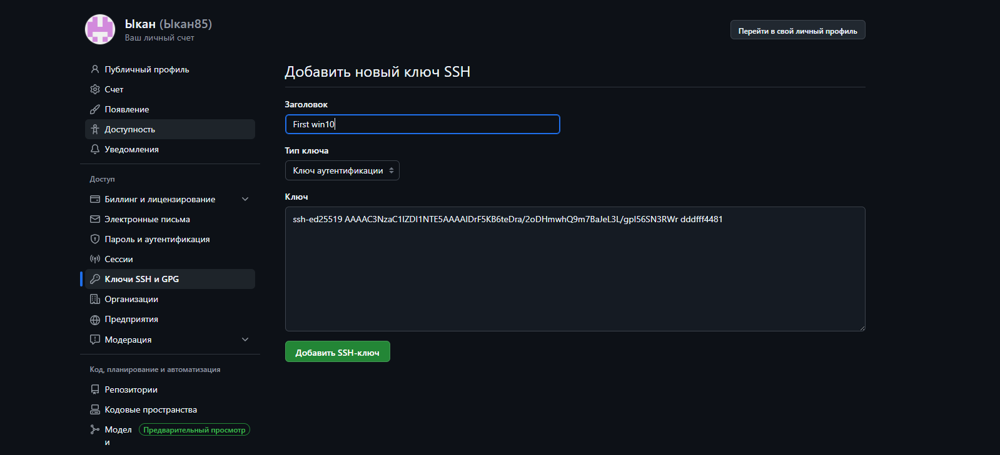 Ыкан (Ыкан85)
Ваш личный счет
Перейти в свой личный профиль
Публичный профиль
Счет
Появление
Доступность
Уведомления
Доступ
Биллинг и лицензирование
Электронные письма
Пароль и аутентификация
Сессии
Ключи SSH и GPG
Организации
Предприятия
Модерация
Код, планирование и автоматизация
Репозитории
Кодовые пространства
Модел Предварительный просмотр
и
Добавить новый ключ SSH
Заголовок
First win10
Тип ключа
Ключ аутентификации
Ключ
ssh-ed25519 AAAAC3NzaC1lZDI1NTE5AAAAIDrF5KB6teDra/2oDHmwhQ9m7BaJeL3L/gpI56SN3RWr dddfff4481
Добавить SSH-ключ